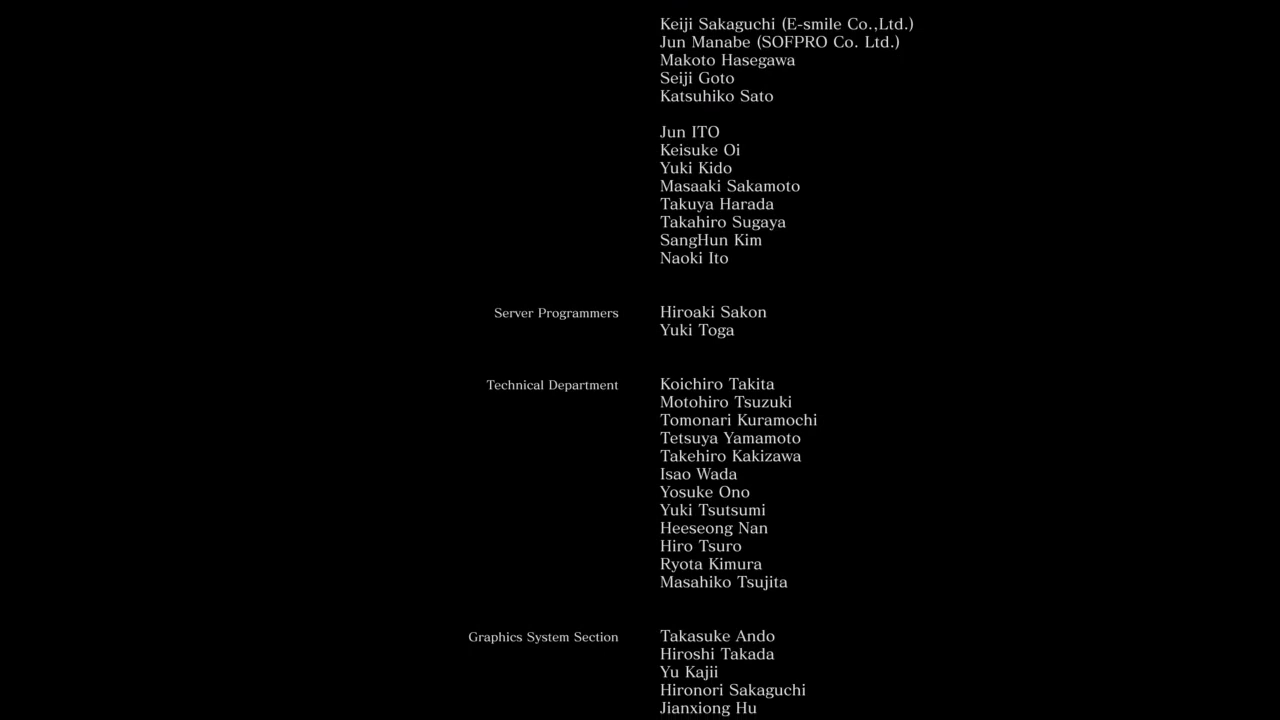 Keiji Sakaguchi (E-smile Co.,Ltd.)
Jun Manabe (SOFPRO Co. Ltd.)
Makoto Hasegawa
Seiji Goto
Katsuhiko Sato
Jun ITO
Keisuke Oi
Yuki Kido
Masaaki Sakamoto
Takuya Harada
Takahiro Sugaya
SangHun Kim
Naoki Ito
Server Programmers Hiroaki Sakon
Yuki Toga
Technical Department Koichiro Takita
Motohiro Tsuzuki
Tomonari Kuramochi
Tetsuya Yamamoto
Takehiro Kakizawa
Isao Wada
Yosuke Ono
Yuki Tsutsumi
Heeseong Nan
Hiro Tsuro
Ryota Kimura
Masahiko Tsujita
Graphics System Section Takasuke Ando
Hiroshi Takada
Yu Kajii
Hironori Sakaguchi
Jianxiong Hu